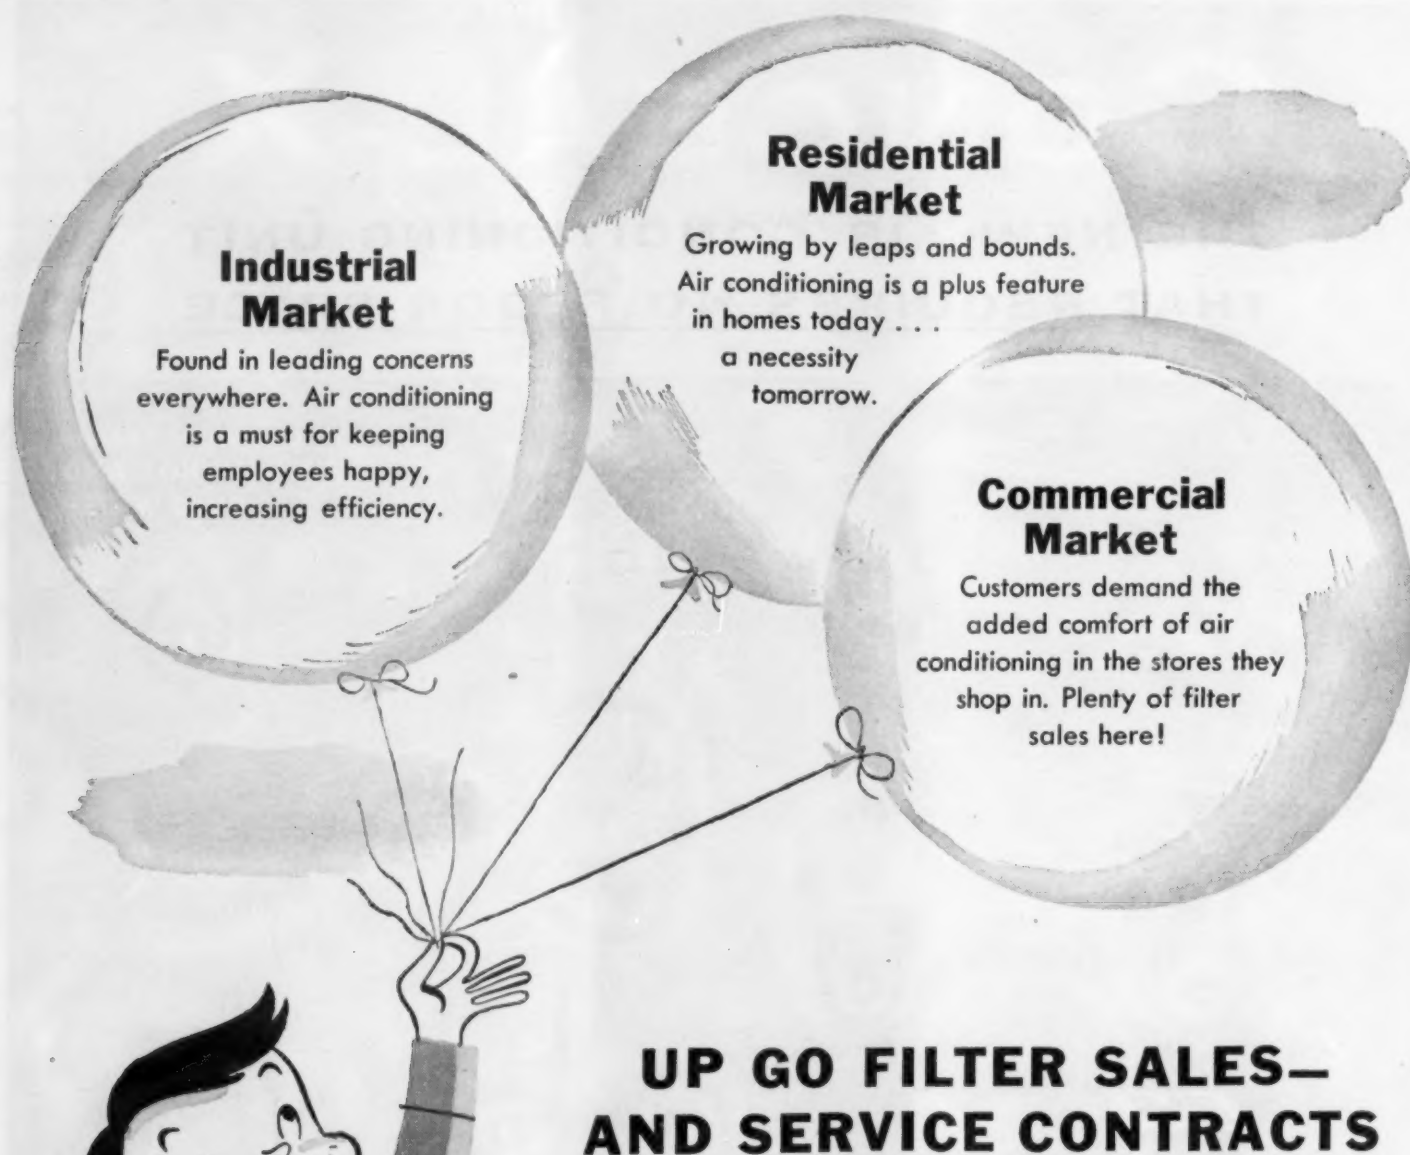 Industrial
Market
Found in leading concerns
everywhere. Air conditioning
is a must for keeping
employees happy,
increasing efficiency.
Residential
Market
Growing by leaps and bounds.
Air conditioning is a plus feature
in homes today . . .
a necessity
tomorrow.
Commercial
Market
Customers demand the
added comfort of air
conditioning in the stores they
shop in. Plenty of filter
sales here!
UP GO FILTER SALES—
AND SERVICE CONTRACTS